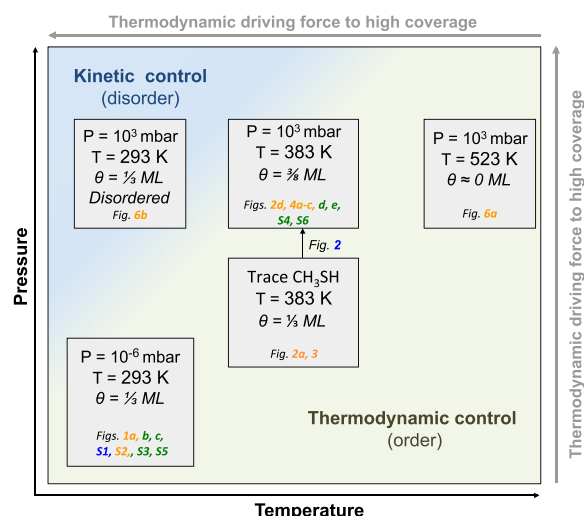 Thermodynamic driving force to high coverage
Kinetic control
(disorder)
P = 10³ mbar
T = 293 K
θ = ⅓ ML
Disordered
Fig. 6b
P = 10³ mbar
T = 383 K
θ = ⅜ ML
Figs. 2d, 4a-c, d, e,
S4, S6
P = 10³ mbar
T = 523 K
θ ≈ 0 ML
Fig. 6a
Fig. 2
Trace CH₃SH
T = 383 K
θ = ⅓ ML
Fig. 2a, 3
P = 10⁻⁶ mbar
T = 293 K
θ = ⅓ ML
Figs. 1a, b, c,
S1, S2,, S3, S5
Thermodynamic control
(order)
Pressure
Temperature
Thermodynamic driving force to high coverage